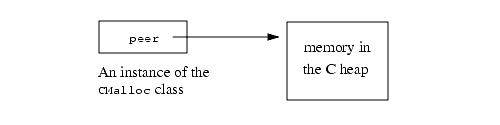 peer
memory in
the C heap
An instance of the
CMalloc class